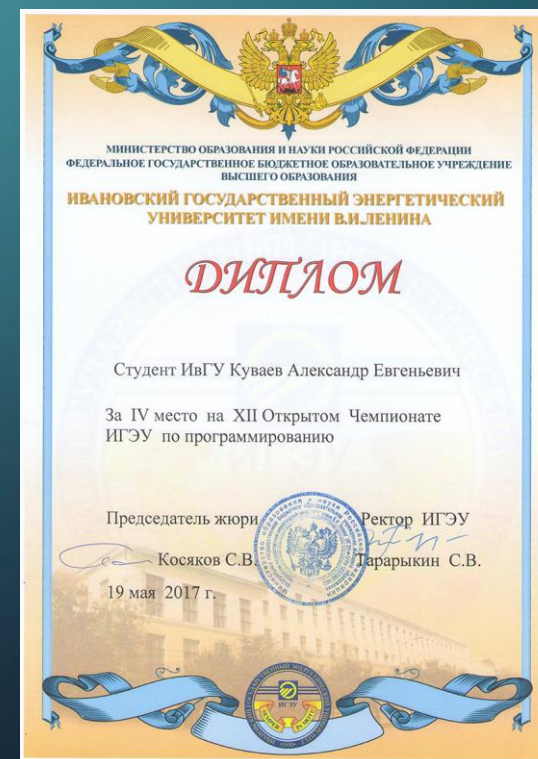 МИНИСТЕРСТВО ОБРАЗОВАНИЯ И НАУКИ РОССИЙСКОЙ ФЕДЕРАЦИИ
ФЕДЕРАЛЬНОЕ ГОСУДАРСТВЕННОЕ БЮДЖЕТНОЕ ОБРАЗОВАТЕЛЬНОЕ УЧРЕЖДЕНИЕ
ВЫСШЕГО ОБРАЗОВАНИЯ
ИВАНОВСКИЙ ГОСУДАРСТВЕННЫЙ ЭНЕРГЕТИЧЕСКИЙ
УНИВЕРСИТЕТ ИМЕНИ В.И.ЛЕНИНА
ДИПЛОМ
Студент ИвГУ Куваев Александр Евгеньевич
За IV место на XII Открытом Чемпионате
ИГЭУ по программированию
Председатель жюри Ректор ИГЭУ
Косяков С.В. Тарарыкин С.В.
19 мая 2017 г.
ИГЭУ